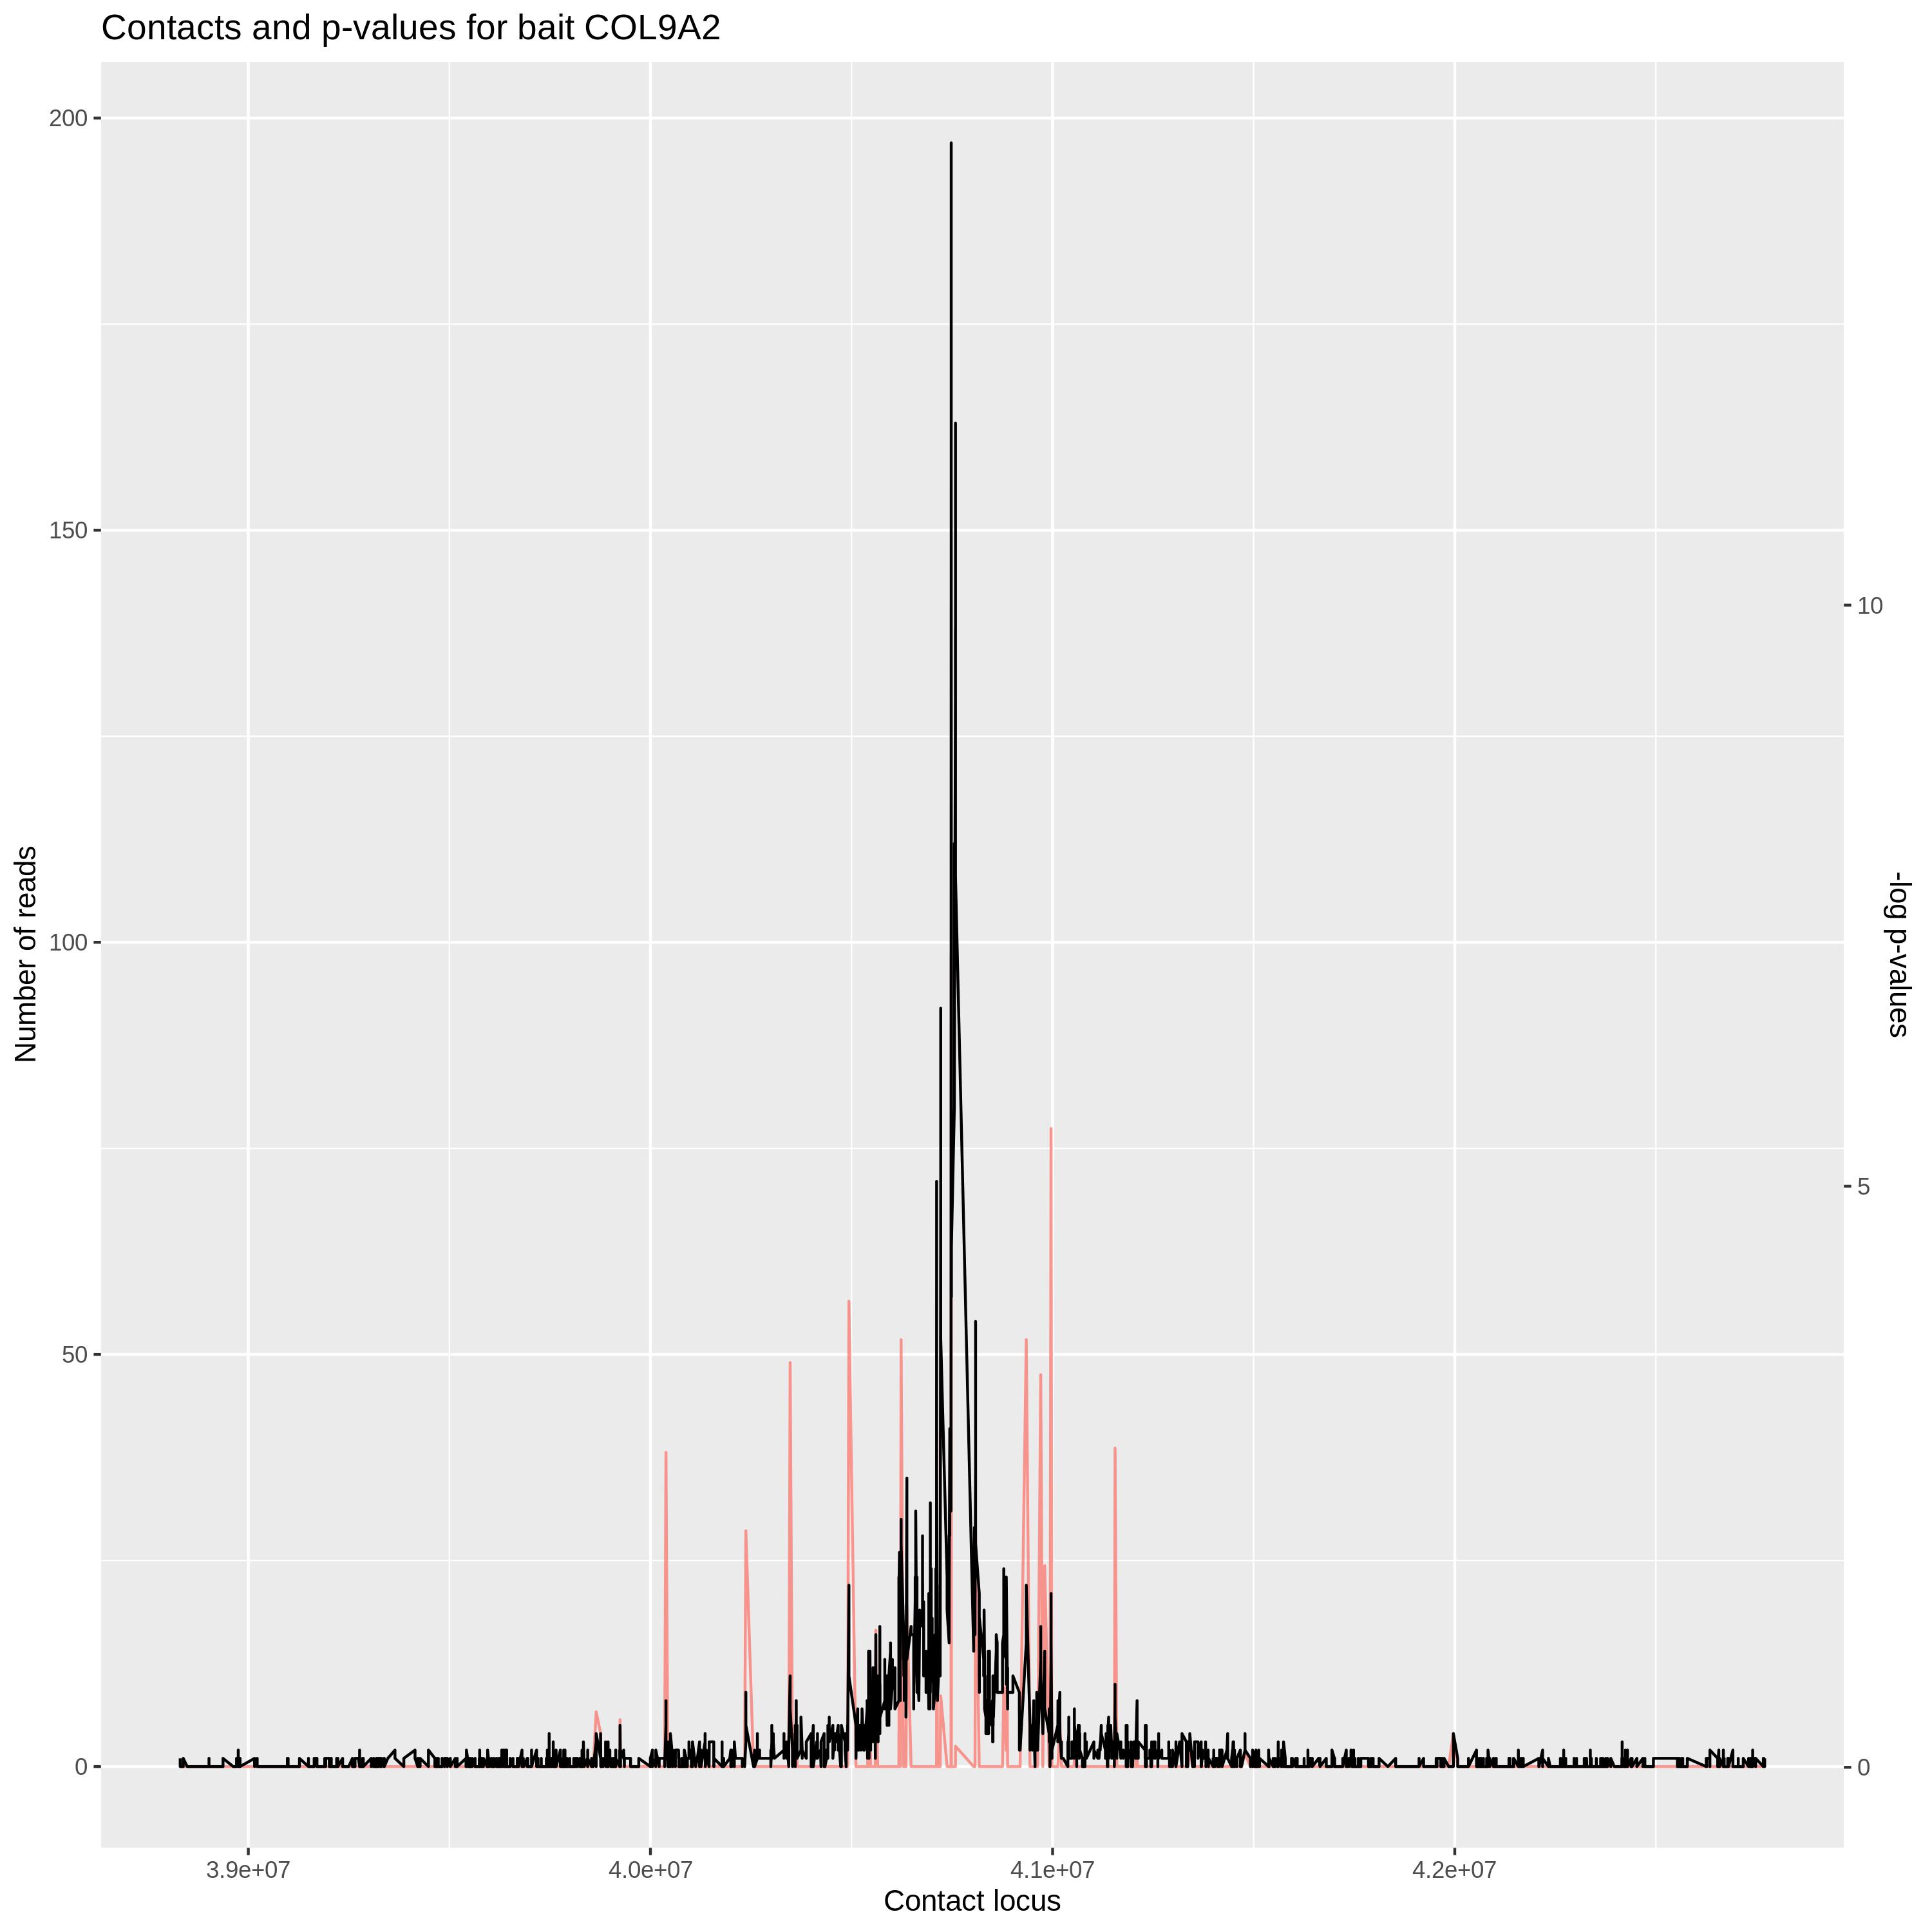 Contacts and p-values for bait COL9A2
200
150
100
50
0
Number of reads
10
5
0
-log p-values
3.9e+07 4.0e+07 4.1e+07 4.2e+07
Contact locus